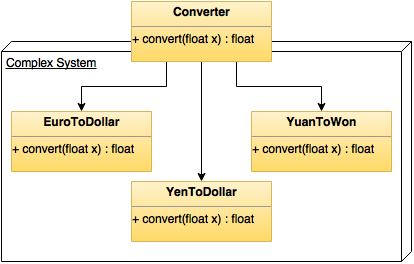 Converter
+ convert(float x) : float
Complex System
EuroToDollar
+ convert(float x) : float
YuanToWon
+ convert(float x) : float
YenToDollar
+ convert(float x) : float